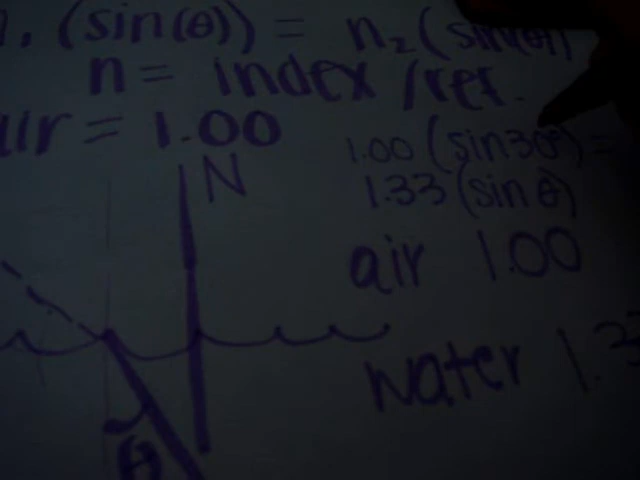 (sin(θ)) = n₂(sin(θ)
n = index /ref.
air = 1.00
1.00 (sin30°) =
1.33 (sin θ)
N
air 1.00
water 1.3
θ